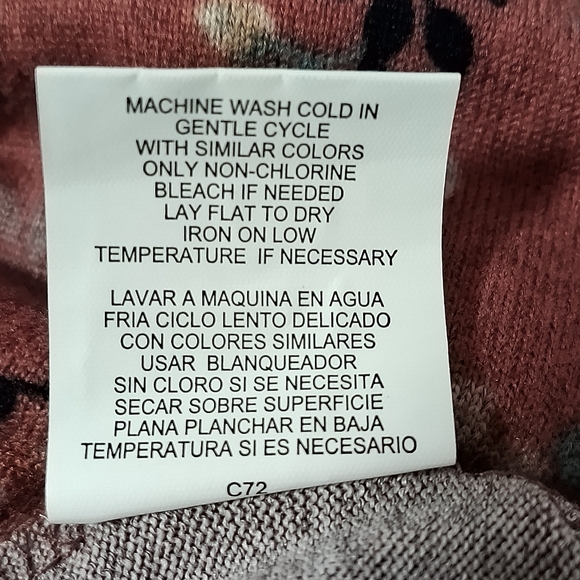 MACHINE WASH COLD IN
GENTLE CYCLE
WITH SIMILAR COLORS
ONLY NON-CHLORINE
BLEACH IF NEEDED
LAY FLAT TO DRY
IRON ON LOW
TEMPERATURE IF NECESSARY
LAVAR A MAQUINA EN AGUA
FRIA CICLO LENTO DELICADO
CON COLORES SIMILARES
USAR BLANQUEADOR
SIN CLORO SI SE NECESITA
SECAR SOBRE SUPERFICIE
PLANA PLANCHAR EN BAJA
TEMPERATURA SI ES NECESARIO
C72